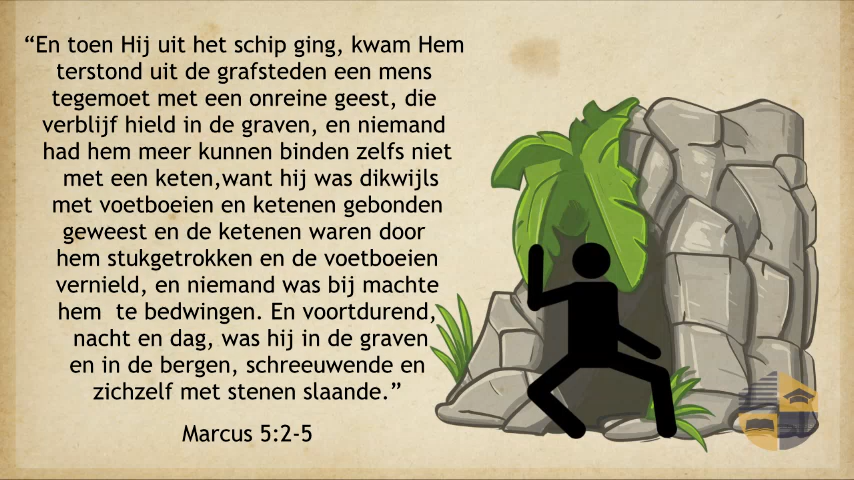 “En toen Hij uit het schip ging, kwam Hem
terstond uit de grafsteden een mens
tegemoet met een onreine geest, die
verblijf hield in de graven, en niemand
had hem meer kunnen binden zelfs niet
met een keten,want hij was dikwijls
met voetboeien en ketenen gebonden
geweest en de ketenen waren door
hem stukgetrokken en de voetboeien
vernield, en niemand was bij machte
hem  te bedwingen. En voortdurend,
nacht en dag, was hij in de graven
en in de bergen, schreeuwende en
zichzelf met stenen slaande.”
Marcus 5:2-5